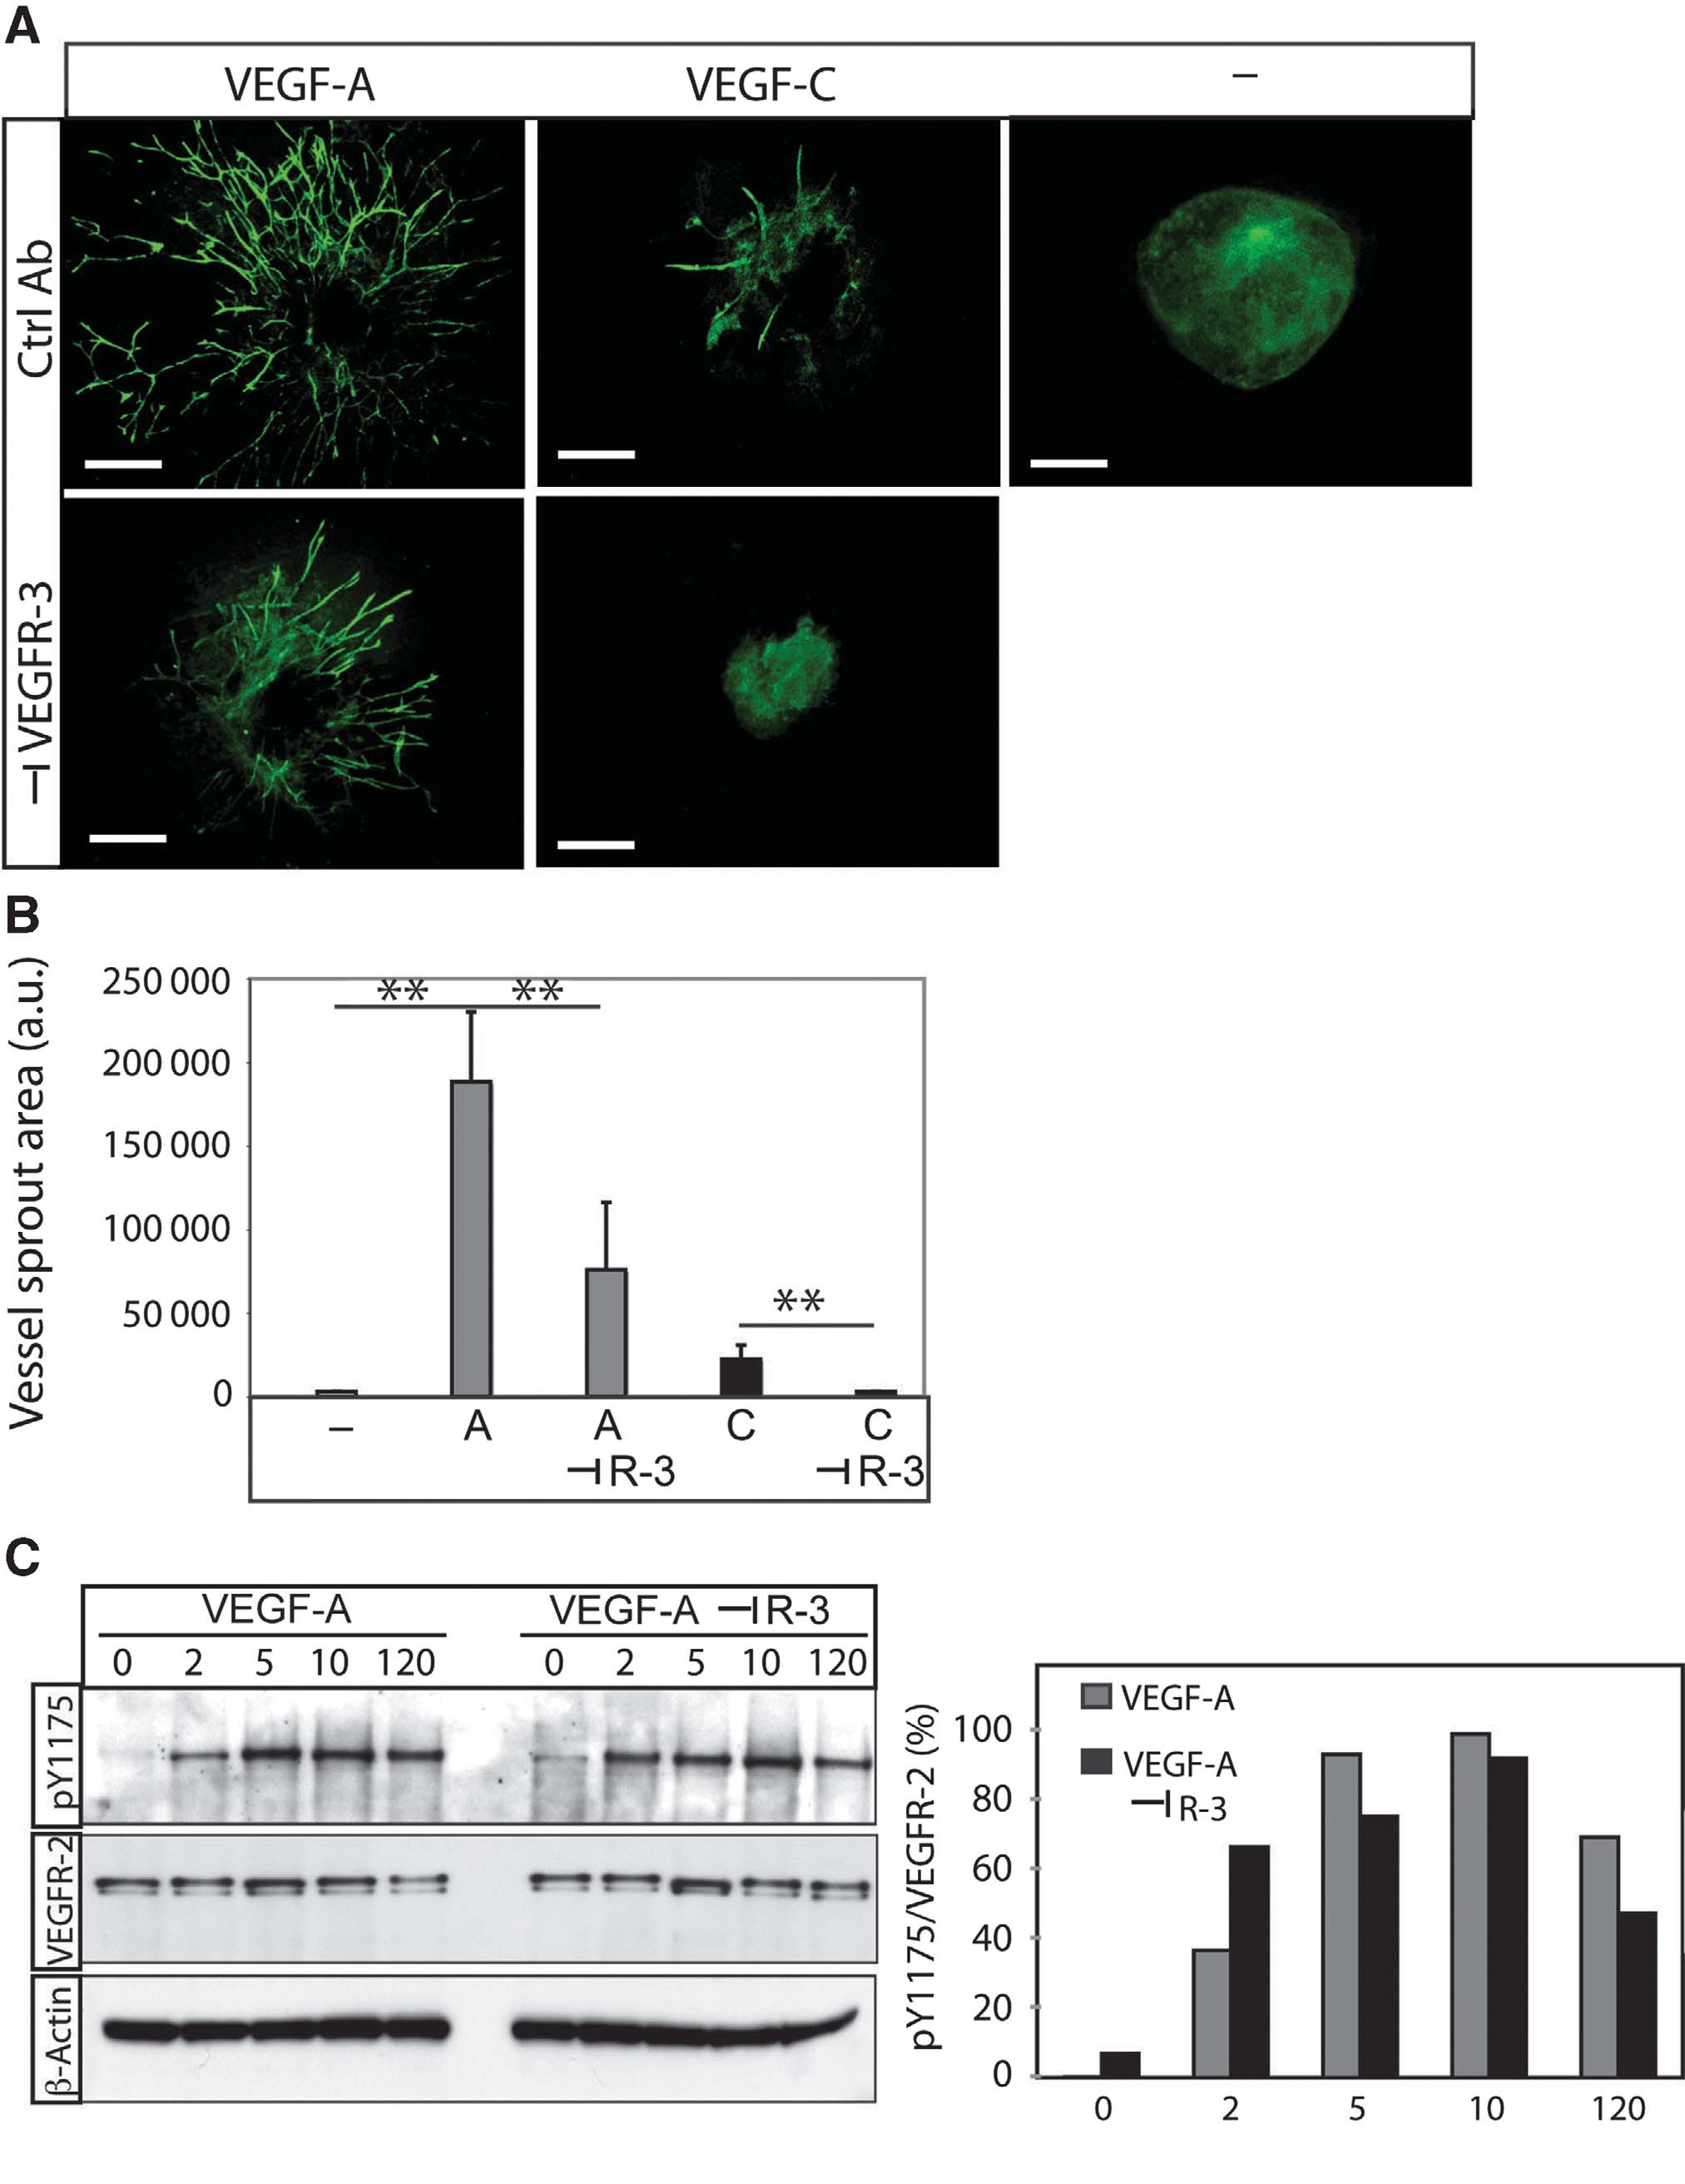 A
VEGF-A VEGF-C –
Ctrl Ab
⊣ VEGFR-3
B
Vessel sprout area (a.u.)
250 000
200 000
150 000
100 000
50 000
0
** **
**
– A A C C
⊣ R-3 ⊣ R-3
C
VEGF-A VEGF-A ⊣ R-3
0 2 5 10 120 0 2 5 10 120
pY1175
VEGFR-2
β-Actin
pY1175/VEGFR-2 (%)
VEGF-A
VEGF-A
⊣ R-3
100
80
60
40
20
0
0 2 5 10 120